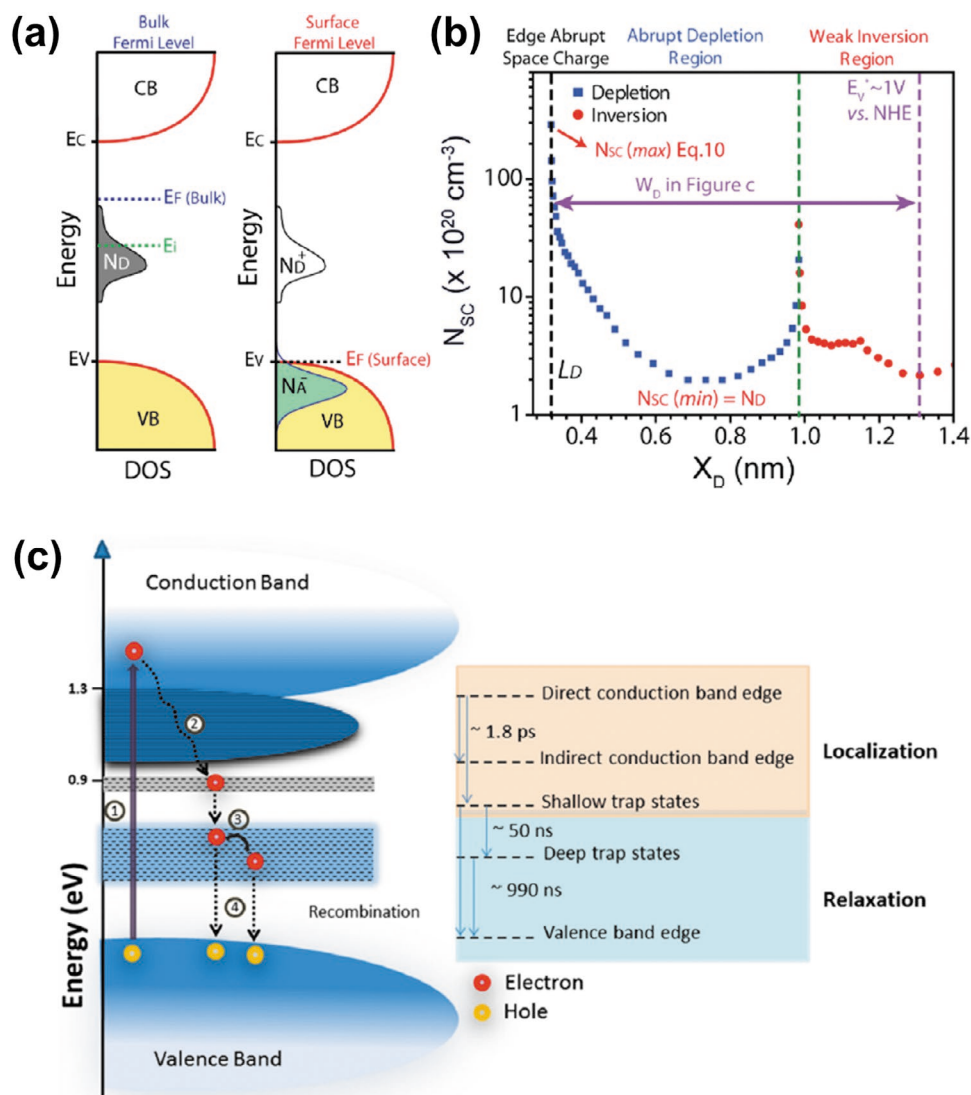 (a)
Bulk
Fermi Level
Surface
Fermi Level
CB
CB
EC
EC
EF (Bulk)
Ei
ND
ND+
Energy
Energy
EV
EV
EF (Surface)
NA-
VB
VB
DOS
DOS
(b)
Edge Abrupt
Space Charge
Abrupt Depletion
Region
Weak Inversion
Region
Depletion
Inversion
EV*~1V
vs. NHE
NSC (max) Eq.10
WD in Figure c
LD
NSC (min) = ND
NSC (x 10^20 cm^-3)
100
10
1
0.4
0.6
0.8
1.0
1.2
1.4
XD (nm)
(c)
Conduction Band
1.3
0.9
1
2
3
4
Energy (eV)
Recombination
Valence Band
Direct conduction band edge
~ 1.8 ps
Indirect conduction band edge
Shallow trap states
~ 50 ns
Deep trap states
~ 990 ns
Valence band edge
Localization
Relaxation
Electron
Hole